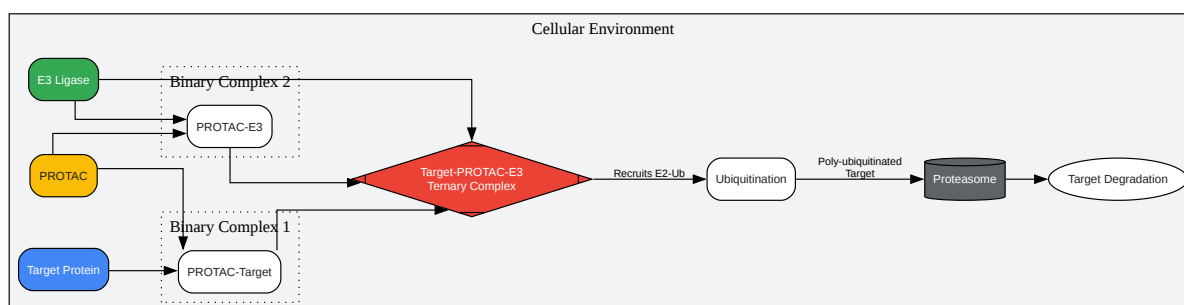 Cellular Environment
E3 Ligase
Binary Complex 2
PROTAC-E3
PROTAC
Target-PROTAC-E3
Ternary Complex
Recruits E2-Ub
Ubiquitination
Poly-ubiquitinated
Target
Proteasome
Target Degradation
Binary Complex 1
Target Protein
PROTAC-Target